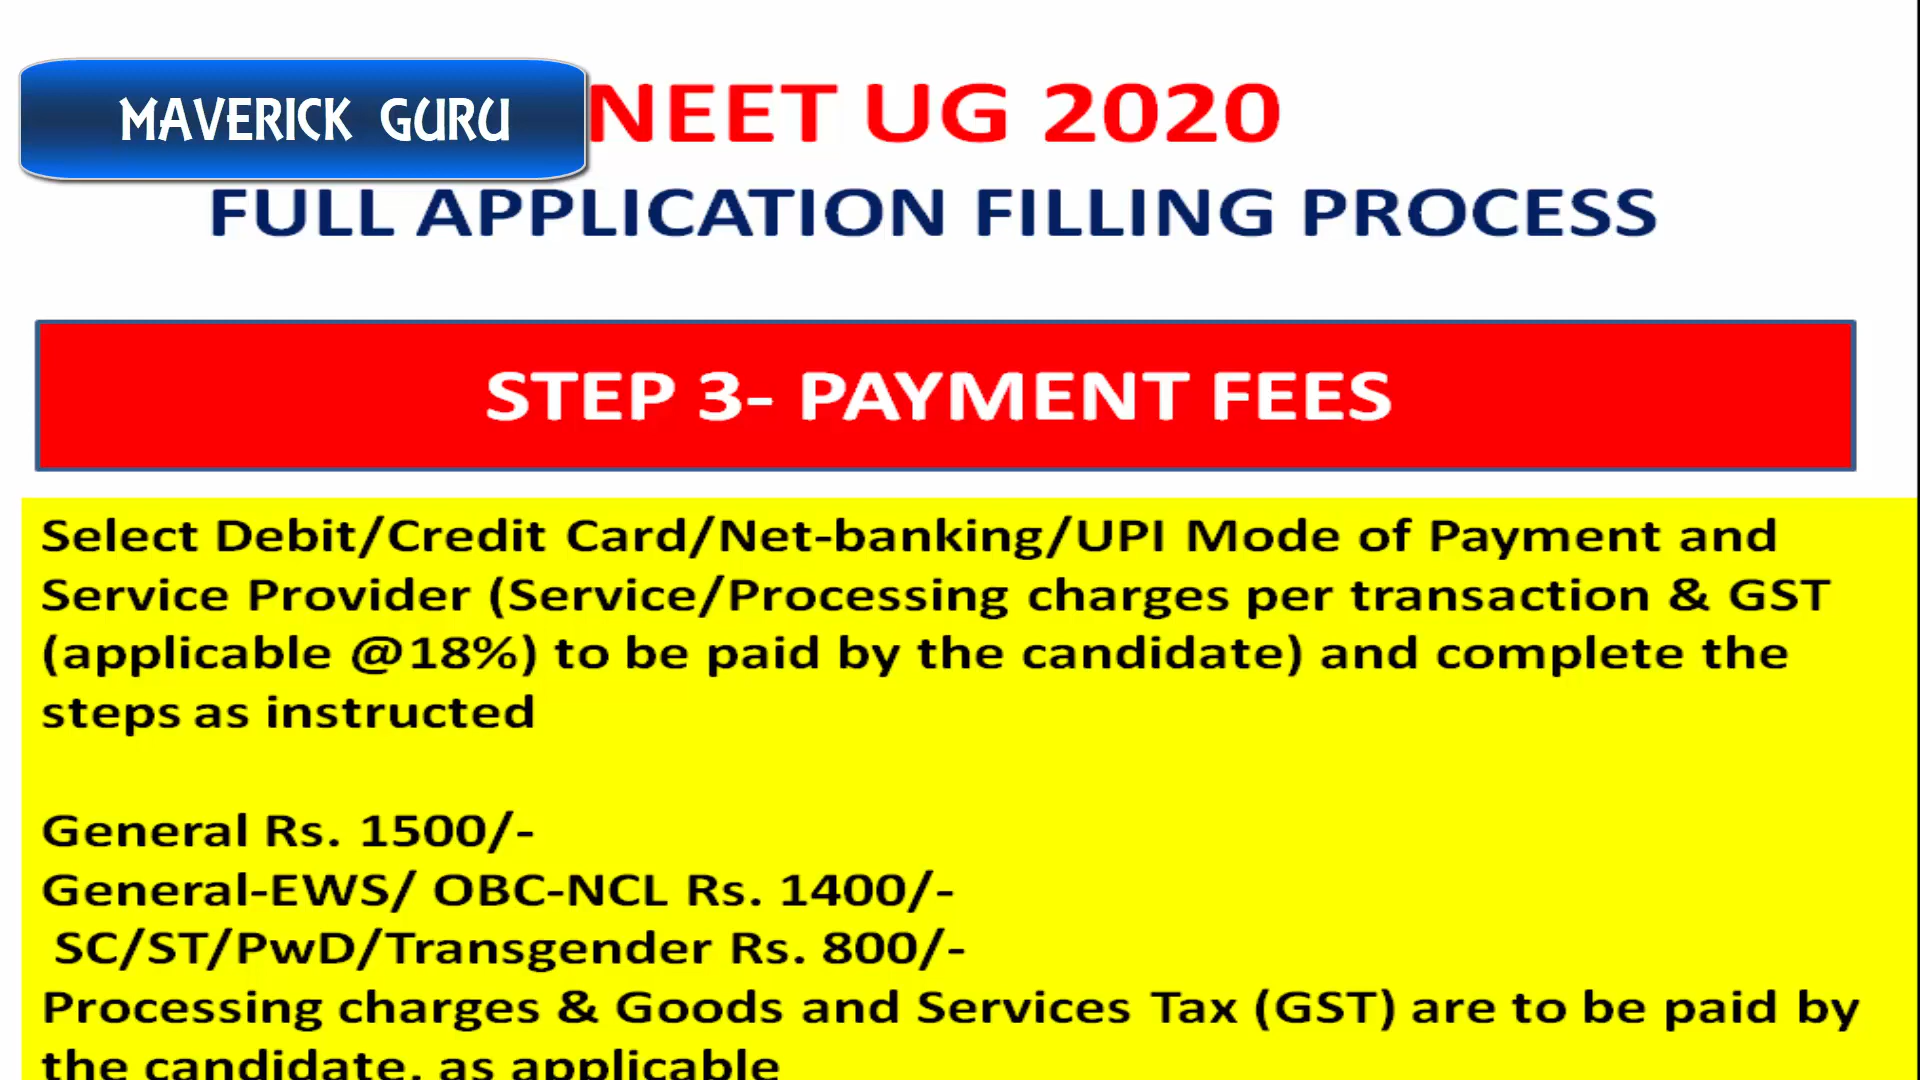 MAVERICK GURU
NEET UG 2020
FULL APPLICATION FILLING PROCESS
STEP 3- PAYMENT FEES
Select Debit/Credit Card/Net-banking/UPI Mode of Payment and
Service Provider (Service/Processing charges per transaction & GST
(applicable @18%) to be paid by the candidate) and complete the
steps as instructed
General Rs. 1500/-
General-EWS/ OBC-NCL Rs. 1400/-
SC/ST/PwD/Transgender Rs. 800/-
Processing charges & Goods and Services Tax (GST) are to be paid by
the candidate, as applicable